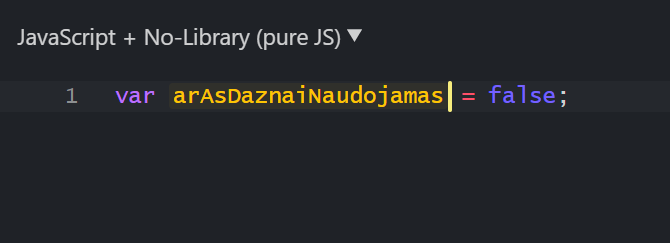 JavaScript + No-Library (pure JS) ▼
1 var arAsDaznaiNaudojamas = false;